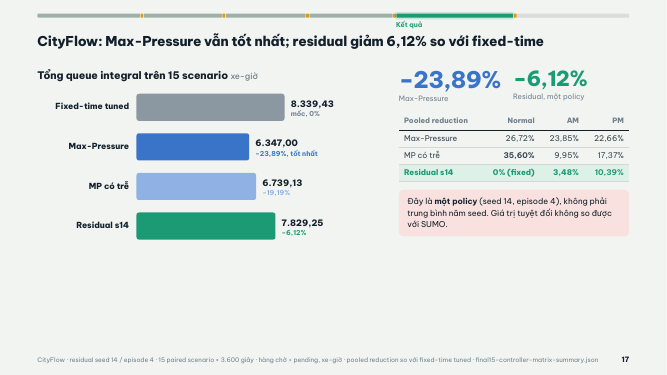 Kết quả
CityFlow: Max-Pressure vẫn tốt nhất; residual giảm 6,12% so với fixed-time
Tổng queue integral trên 15 scenario xe-giờ
Fixed-time tuned
8.339,43
mốc, 0%
Max-Pressure
6.347,00
−23,89%, tốt nhất
MP có trễ
6.739,13
−19,19%
Residual s14
7.829,25
−6,12%
−23,89%
Max-Pressure
−6,12%
Residual, một policy
Pooled reduction Normal AM PM
Max-Pressure 26,72% 23,85% 22,66%
MP có trễ 35,60% 9,95% 17,37%
Residual s14 0% (fixed) 3,48% 10,39%
Đây là một policy (seed 14, episode 4), không phải
trung bình năm seed. Giá trị tuyệt đối không so được
với SUMO.
CityFlow · residual seed 14 / episode 4 · 15 paired scenario × 3.600 giây · hàng chờ + pending, xe-giờ · pooled reduction so với fixed-time tuned · final15-controller-matrix-summary.json
17